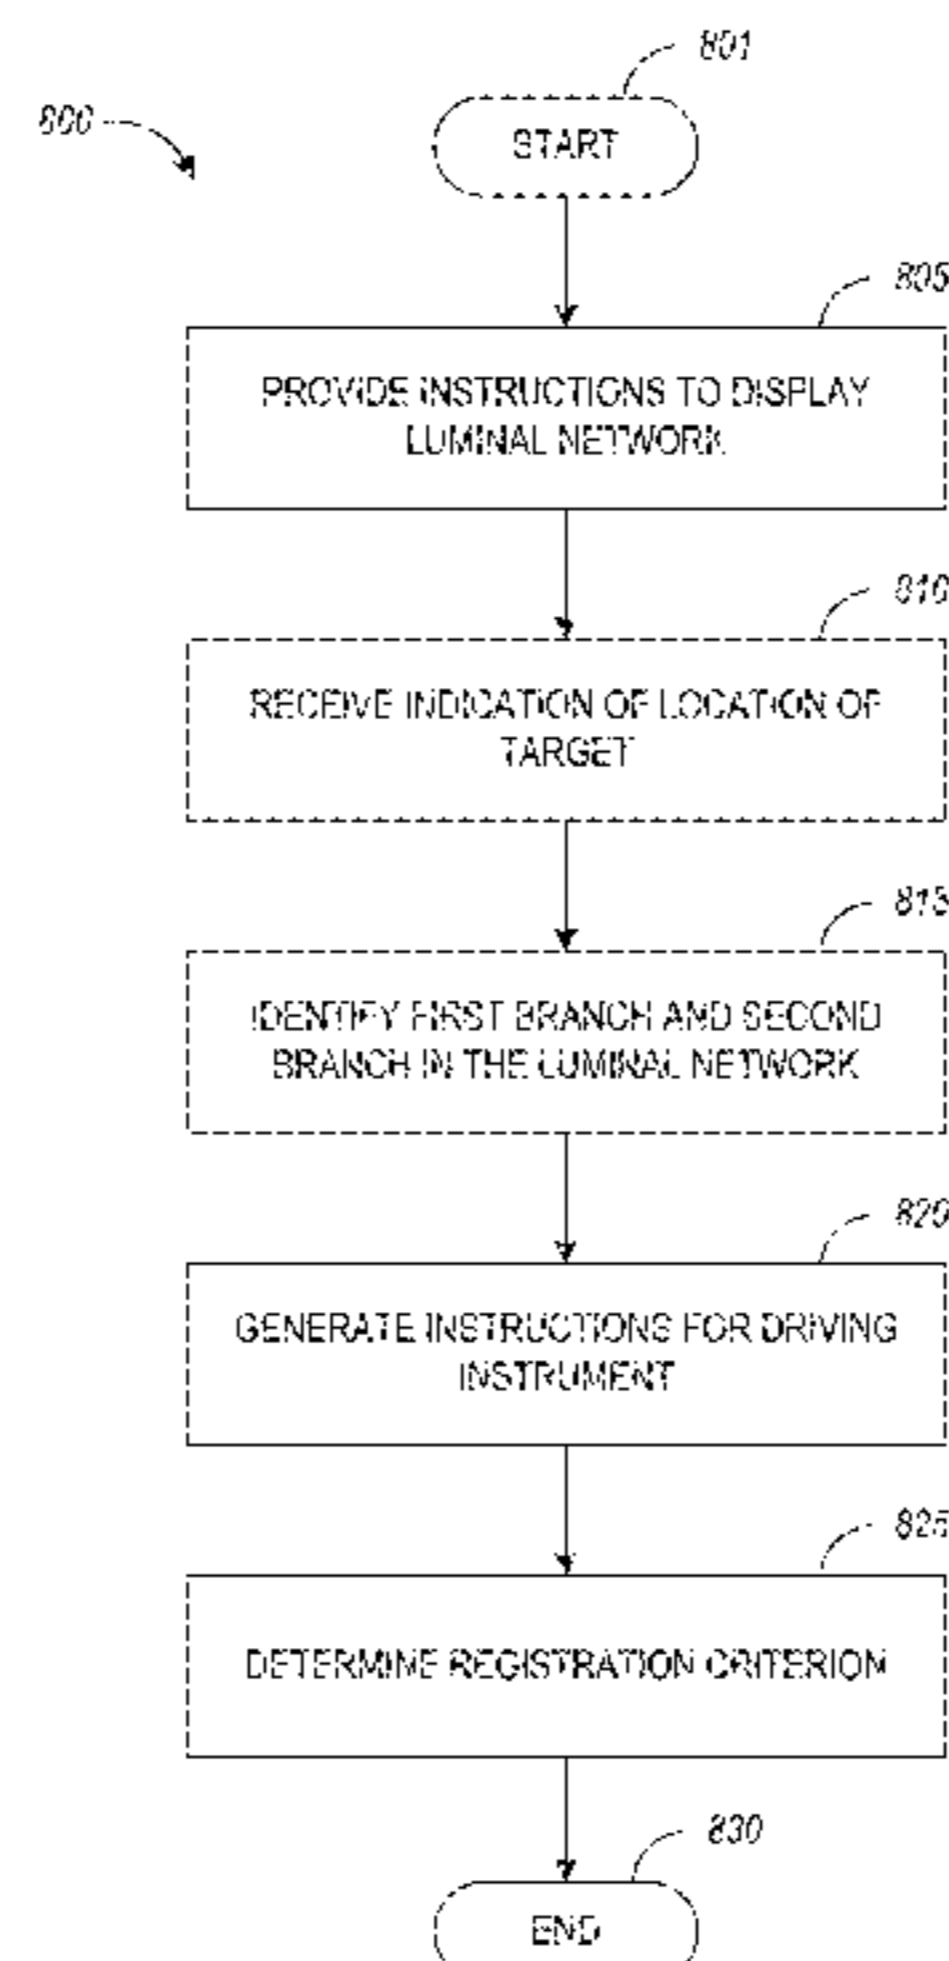 801
800
START
805
PROVIDE INSTRUCTIONS TO DISPLAY
LUMINAL NETWORK
810
RECEIVE INDICATION OF LOCATION OF
TARGET
815
IDENTIFY FIRST BRANCH AND SECOND
BRANCH IN THE LUMINAL NETWORK
820
GENERATE INSTRUCTIONS FOR DRIVING
INSTRUMENT
825
DETERMINE REGISTRATION CRITERION
830
END